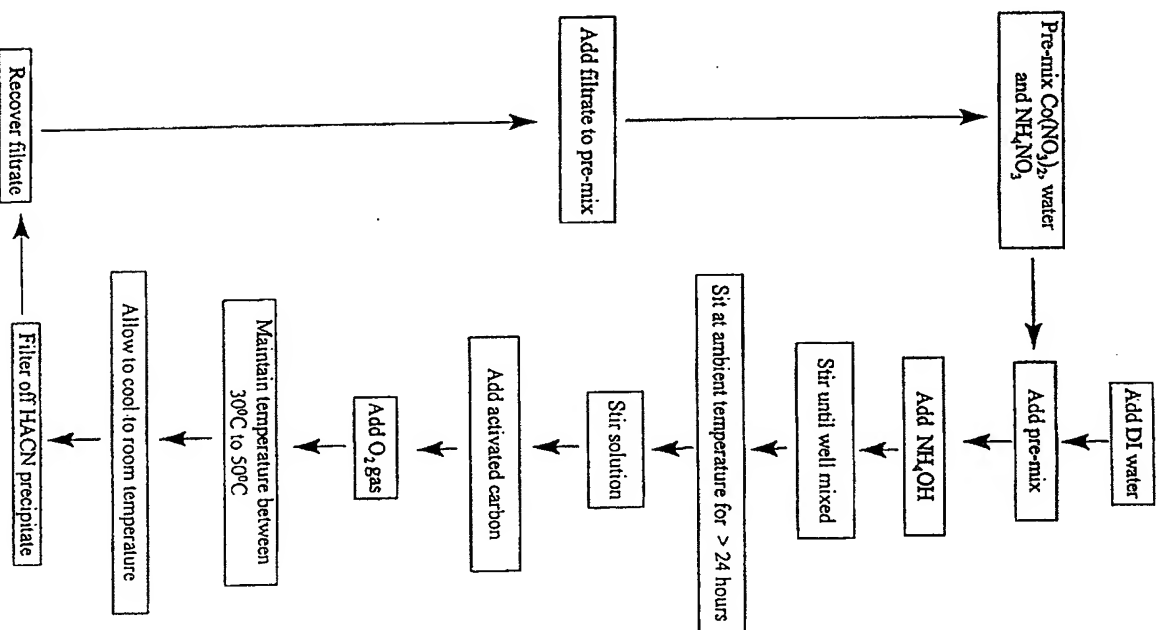 Add DI water
Pre-mix Co(NO₃)₂, water
and NH₄NO₃
Add pre-mix
Add NH₄OH
Stir until well mixed
Sit at ambient temperature for > 24 hours
Stir solution
Add activated carbon
Add O₂ gas
Maintain temperature between
30⁰C to 50⁰C
Allow to cool to room temperature
Filter off HACN precipitate
Recover filtrate
Add filtrate to pre-mix